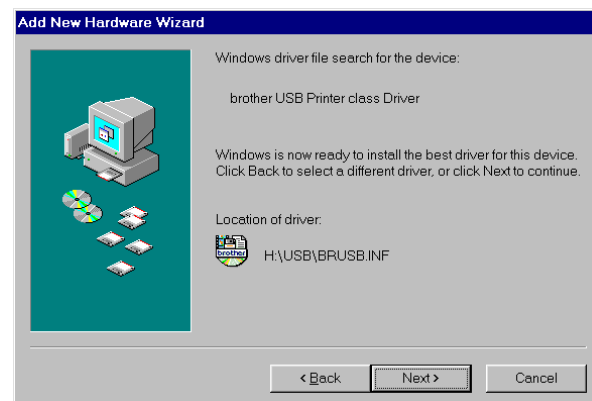 Add New Hardware Wizard
Windows driver file search for the device:
brother USB Printer class Driver
Windows is now ready to install the best driver for this device.
Click Back to select a different driver, or click Next to continue.
Location of driver:
brother
H:\USB\BRUSB.INF
< Back
Next >
Cancel